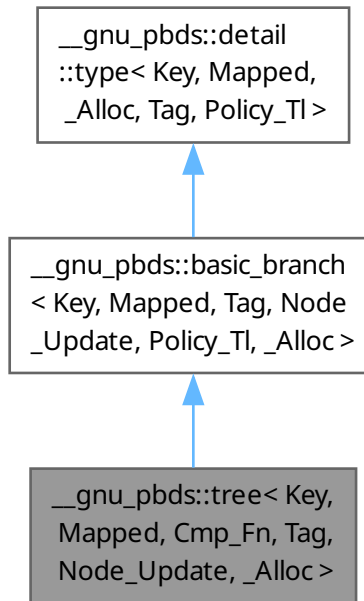 __gnu_pbds::detail
::type< Key, Mapped,
_Alloc, Tag, Policy_Tl >
__gnu_pbds::basic_branch
< Key, Mapped, Tag, Node
_Update, Policy_Tl, _Alloc >
__gnu_pbds::tree< Key,
Mapped, Cmp_Fn, Tag,
Node_Update, _Alloc >